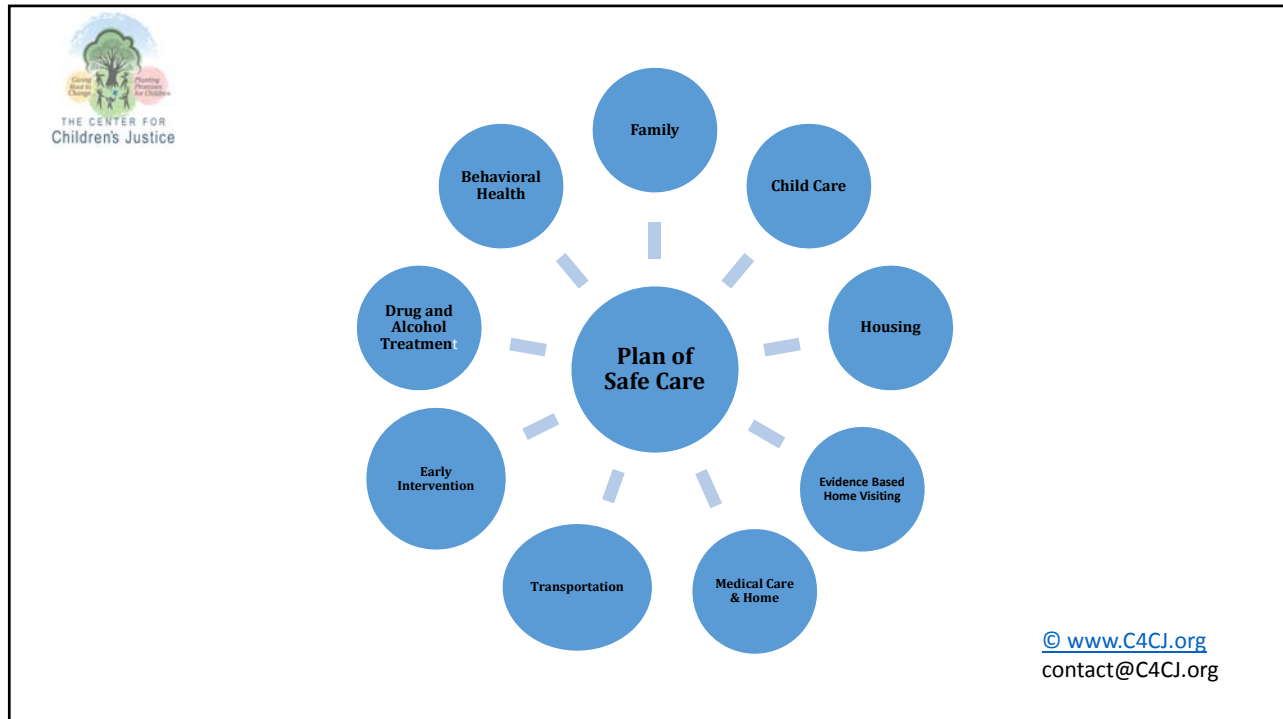 Giving
Root to
Change
Planting
Promises
for Children
THE CENTER FOR
Children's Justice
Family
Child Care
Housing
Evidence Based
Home Visiting
Medical Care
& Home
Transportation
Early
Intervention
Drug and
Alcohol
Treatment
Behavioral
Health
Plan of
Safe Care
© www.C4CJ.org
contact@C4CJ.org